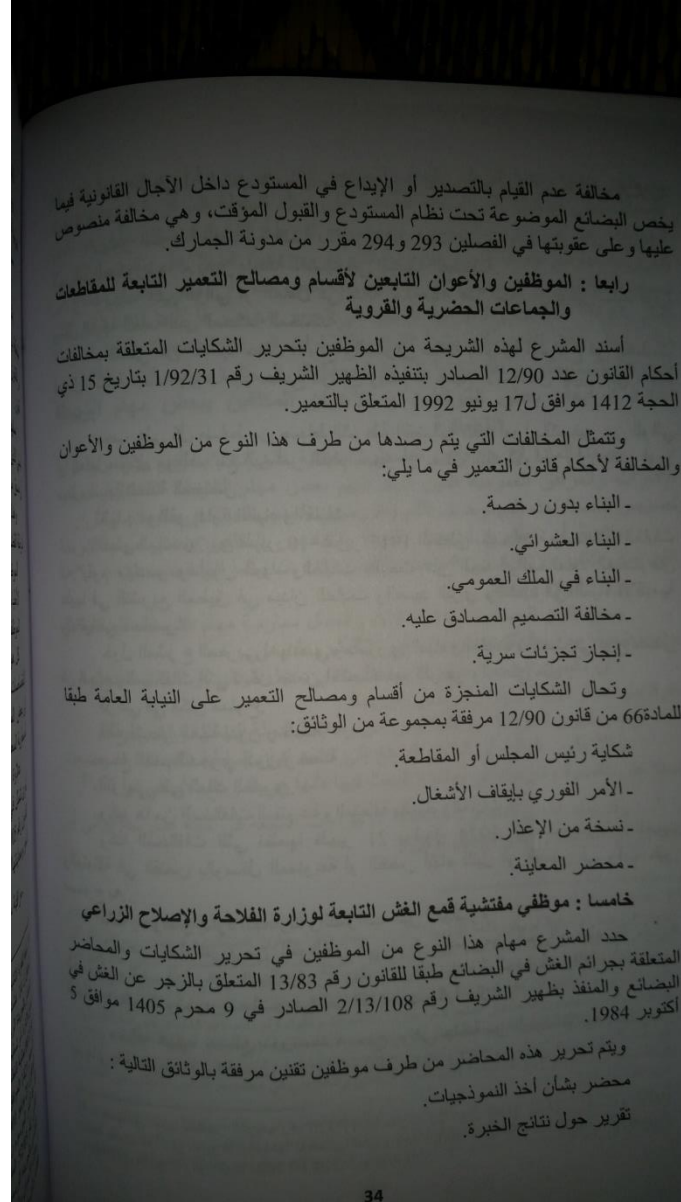 مخالفة عدم القيام بالتصدير أو الإيداع في المستودع داخل الآجال القانونية فيما
يخص البضائع الموضوعة تحت نظام المستودع والقبول المؤقت، وهي مخالفة منصوص
عليها وعلى عقوبتها في الفصلين 293 و294 مقرر من مدونة الجمارك.
رابعا : الموظفين والأعوان التابعين لأقسام ومصالح التعمير التابعة للمقاطعات
والجماعات الحضرية والقروية
أسند المشرع لهذه الشريحة من الموظفين بتحرير الشكايات المتعلقة بمخالفات
أحكام القانون عدد 12/90 الصادر بتنفيذه الظهير الشريف رقم 1/92/31 بتاريخ 15 ذي
الحجة 1412 موافق ل17 يونيو 1992 المتعلق بالتعمير.
وتتمثل المخالفات التي يتم رصدها من طرف هذا النوع من الموظفين والأعوان
والمخالفة لأحكام قانون التعمير في ما يلي:
- البناء بدون رخصة.
- البناء العشوائي.
- البناء في الملك العمومي.
- مخالفة التصميم المصادق عليه.
- إنجاز تجزئات سرية.
وتحال الشكايات المنجزة من أقسام ومصالح التعمير على النيابة العامة طبقا
للمادة66 من قانون 12/90 مرفقة بمجموعة من الوثائق:
شكاية رئيس المجلس أو المقاطعة.
- الأمر الفوري بإيقاف الأشغال.
- نسخة من الإعذار.
- محضر المعاينة.
خامسا : موظفي مفتشية قمع الغش التابعة لوزارة الفلاحة والإصلاح الزراعي
حدد المشرع مهام هذا النوع من الموظفين في تحرير الشكايات والمحاضر
المتعلقة بجرائم الغش في البضائع طبقا للقانون رقم 13/83 المتعلق بالزجر عن الغش في
البضائع والمنفذ بظهير الشريف رقم 2/13/108 الصادر في 9 محرم 1405 موافق 5
أكتوبر 1984.
ويتم تحرير هذه المحاضر من طرف موظفين تقنين مرفقة بالوثائق التالية :
محضر بشأن أخذ النموذجيات.
تقرير حول نتائج الخبرة.
34